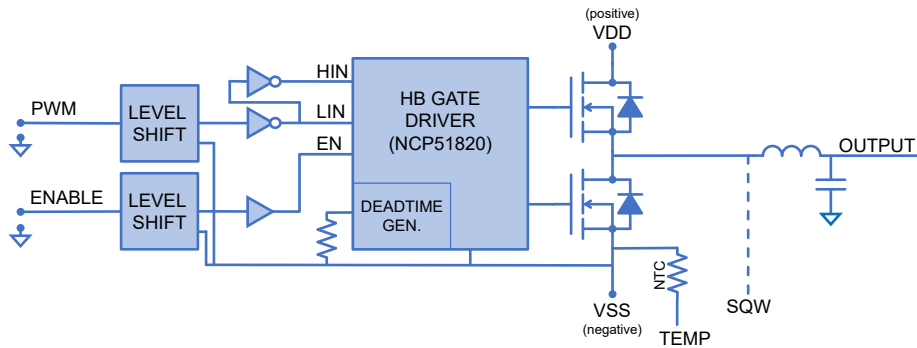 (positive)
VDD
PWM
LEVEL
SHIFT
HIN
LIN
EN
HB GATE
DRIVER
(NCP51820)
OUTPUT
ENABLE
LEVEL
SHIFT
DEADTIME
GEN.
NTC
VSS
(negative)
TEMP
SQW